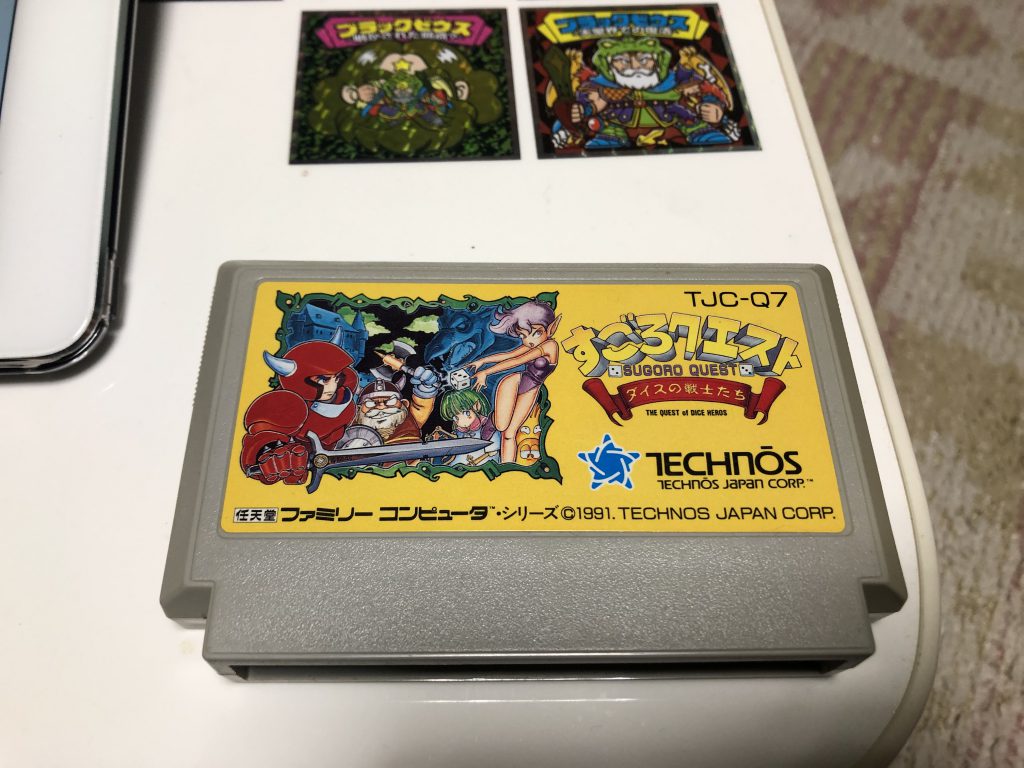 ブラックゼウス
ブラックゼウス
TJC-Q7
すごろクエスト
SUGORO QUEST
ダイスの戦士たち
THE QUEST of DICE HEROS
TECHNŌS
TECHNŌS JAPAN CORP.™
任天堂 ファミリー コンピュータ™・シリーズ ©1991. TECHNOS JAPAN CORP.